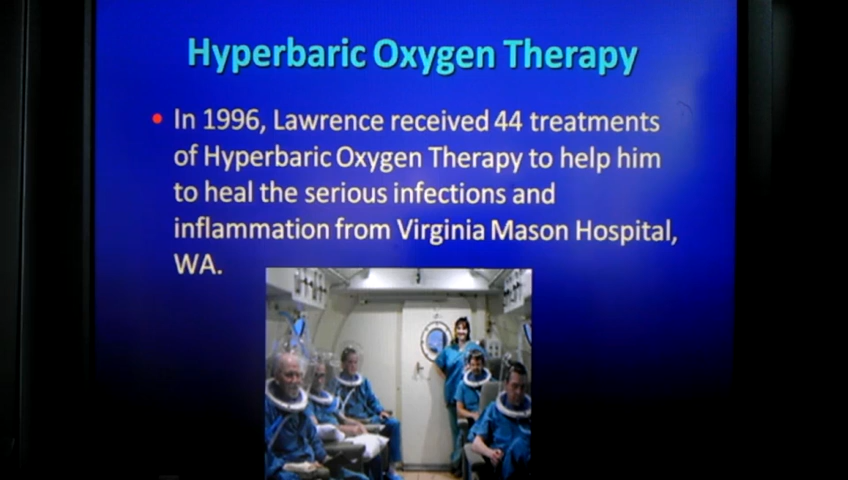 Hyperbaric Oxygen Therapy
• In 1996, Lawrence received 44 treatments
of Hyperbaric Oxygen Therapy to help him
to heal the serious infections and
inflammation from Virginia Mason Hospital,
WA.